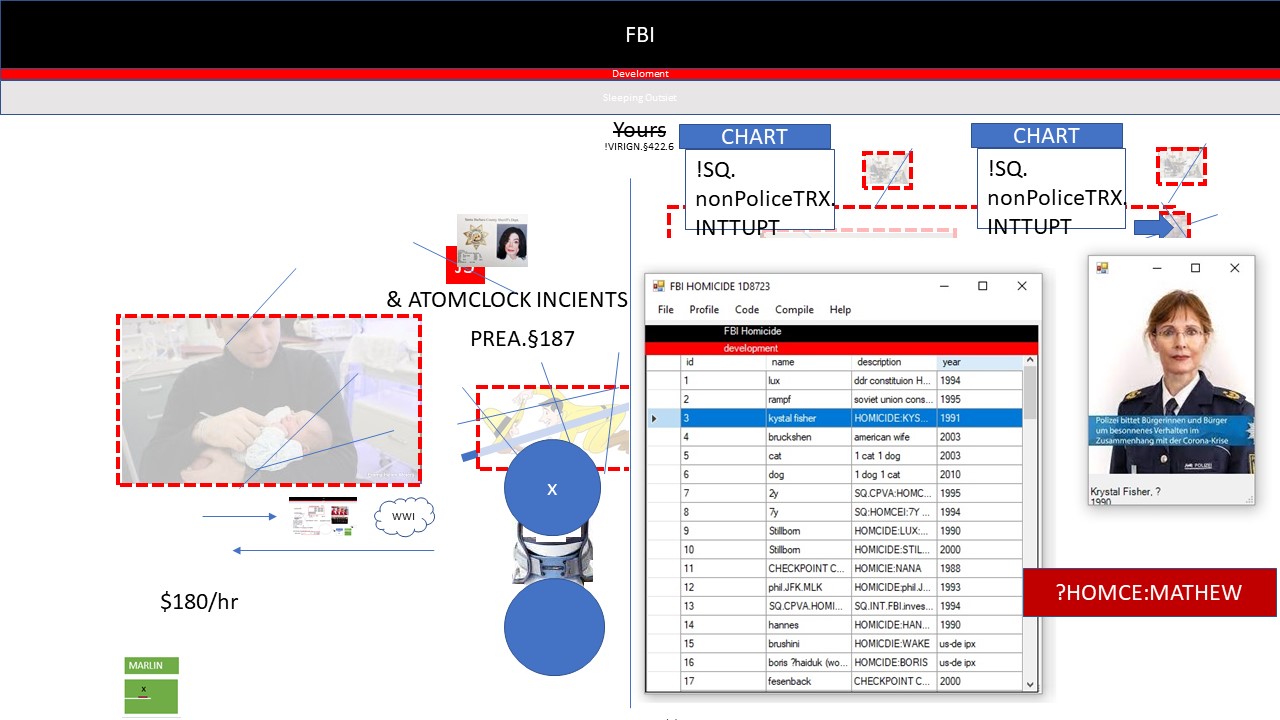 FBI
Develoment
Sleeping Outset
Yours
!VIRIGN.§422.6
CHART
!SQ.
nonPoliceTRX.
INTTUPT
CHART
!SQ.
nonPoliceTRX.
INTTUPT
& ATOMCLOCK INCIENTS
PREA.§187
WWI
X
$180/hr
MARLIN
X
FBI HOMICIDE 1D8723
File Profile Code Compile Help
FBI Homicide
development
id name description year
1 lux ddr constituion H... 1994
2 rampf soviet union cons... 1995
3 kystal fisher HOMICIDE:KYS... 1991
4 bruckshen american wife 2003
5 cat 1 cat 1 dog 2003
6 dog 1 dog 1 cat 2010
7 2y SQ.CPVA:HOMC... 1995
8 7y SQ:HOMCEI:7Y ... 1994
9 Stillborn HOMCIDE:LUX:... 1990
10 Stillborn HOMICIDE:STIL... 2000
11 CHECKPOINT C... HOMICIE:NANA 1988
12 phil.JFK.MLK HOMICIDE:phil.J... 1993
13 SQ.CPVA.HOMI... SQ.INT.FBI.inves... 1994
14 hannes HOMICIDE:HAN... 1990
15 brushini HOMICDIE:WAKE us-de ipx
16 boris ?haiduk (wo... HOMCIDE:BORIS us-de ipx
17 fesenback CHECKPOINT C... 2000
Polizei bittet Bürgerinnen und Bürger
um besonnenes Verhalten im
Zusammenhang mit der Corona-Krise
POLIZEI
Krystal Fisher, ?
1990
?HOMCE:MATHEW